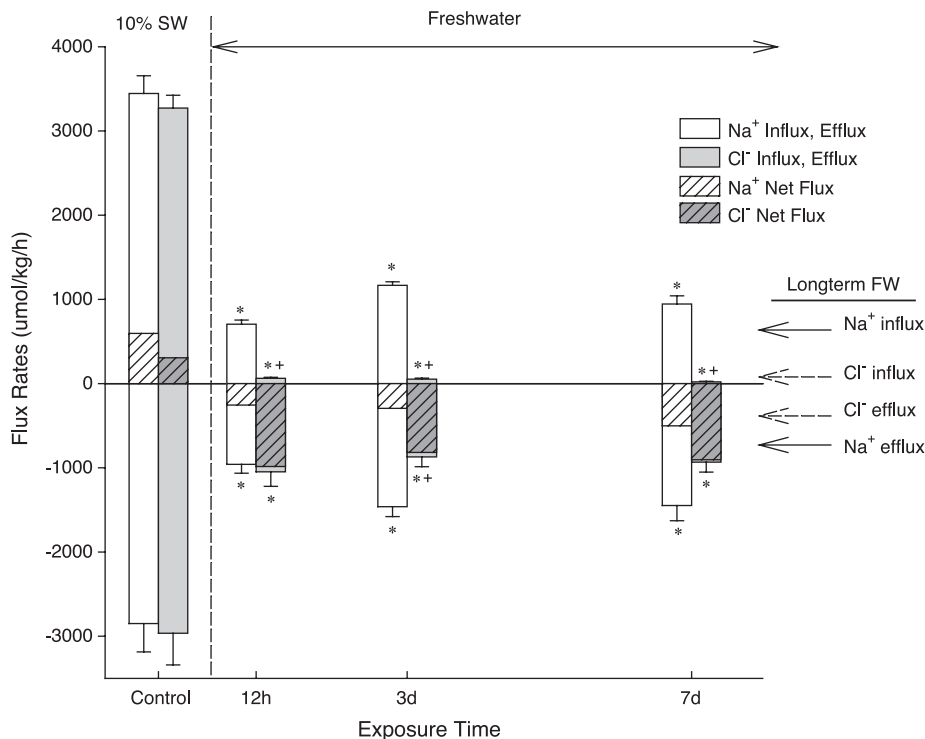 10% SW
Freshwater
4000
3000
2000
1000
0
-1000
-2000
-3000
Flux Rates (umol/kg/h)
Na⁺ Influx, Efflux
Cl⁻ Influx, Efflux
Na⁺ Net Flux
Cl⁻ Net Flux
Longterm FW
Na⁺ influx
Cl⁻ influx
Cl⁻ efflux
Na⁺ efflux
*
* +
*
* +
*
* +
*
*
*
* +
*
*
Control
12h
3d
7d
Exposure Time